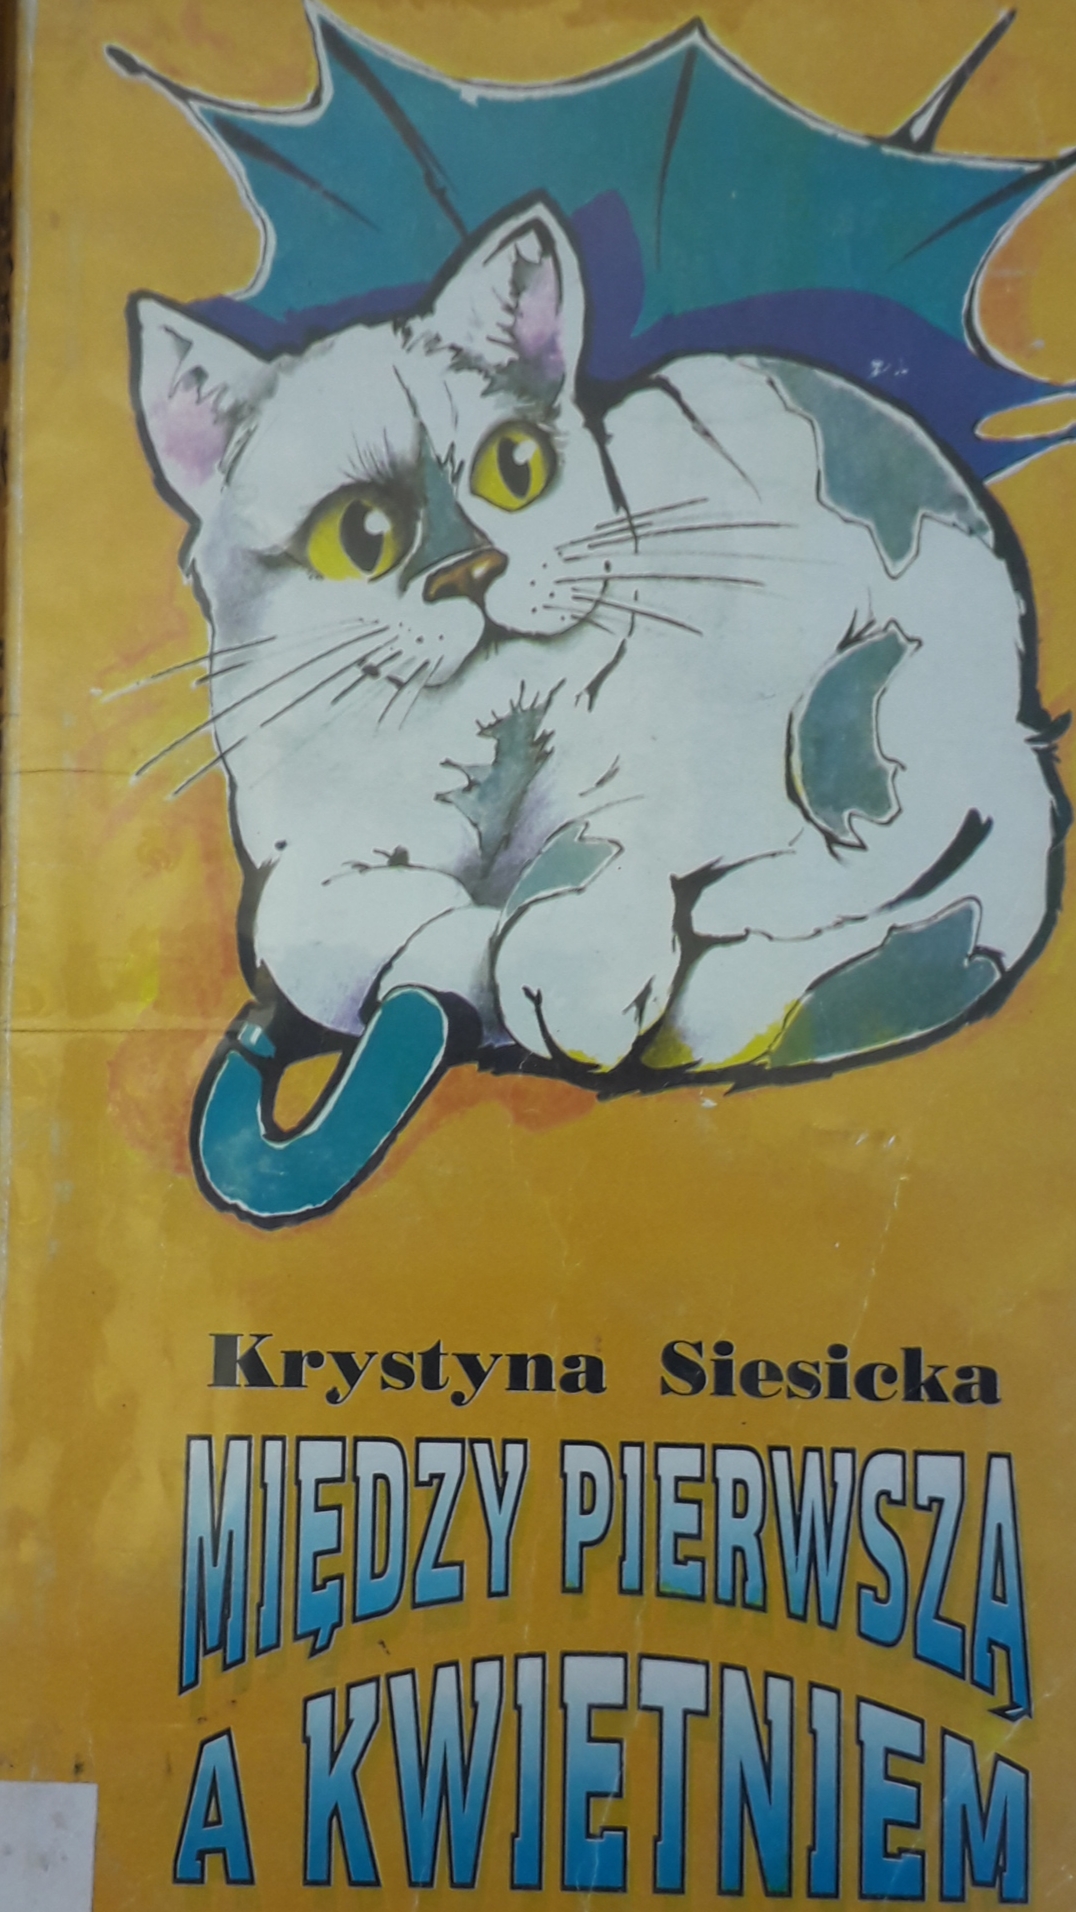 Krystyna Siesicka
MIĘDZY PIERWSZĄ
A KWIETNIEM